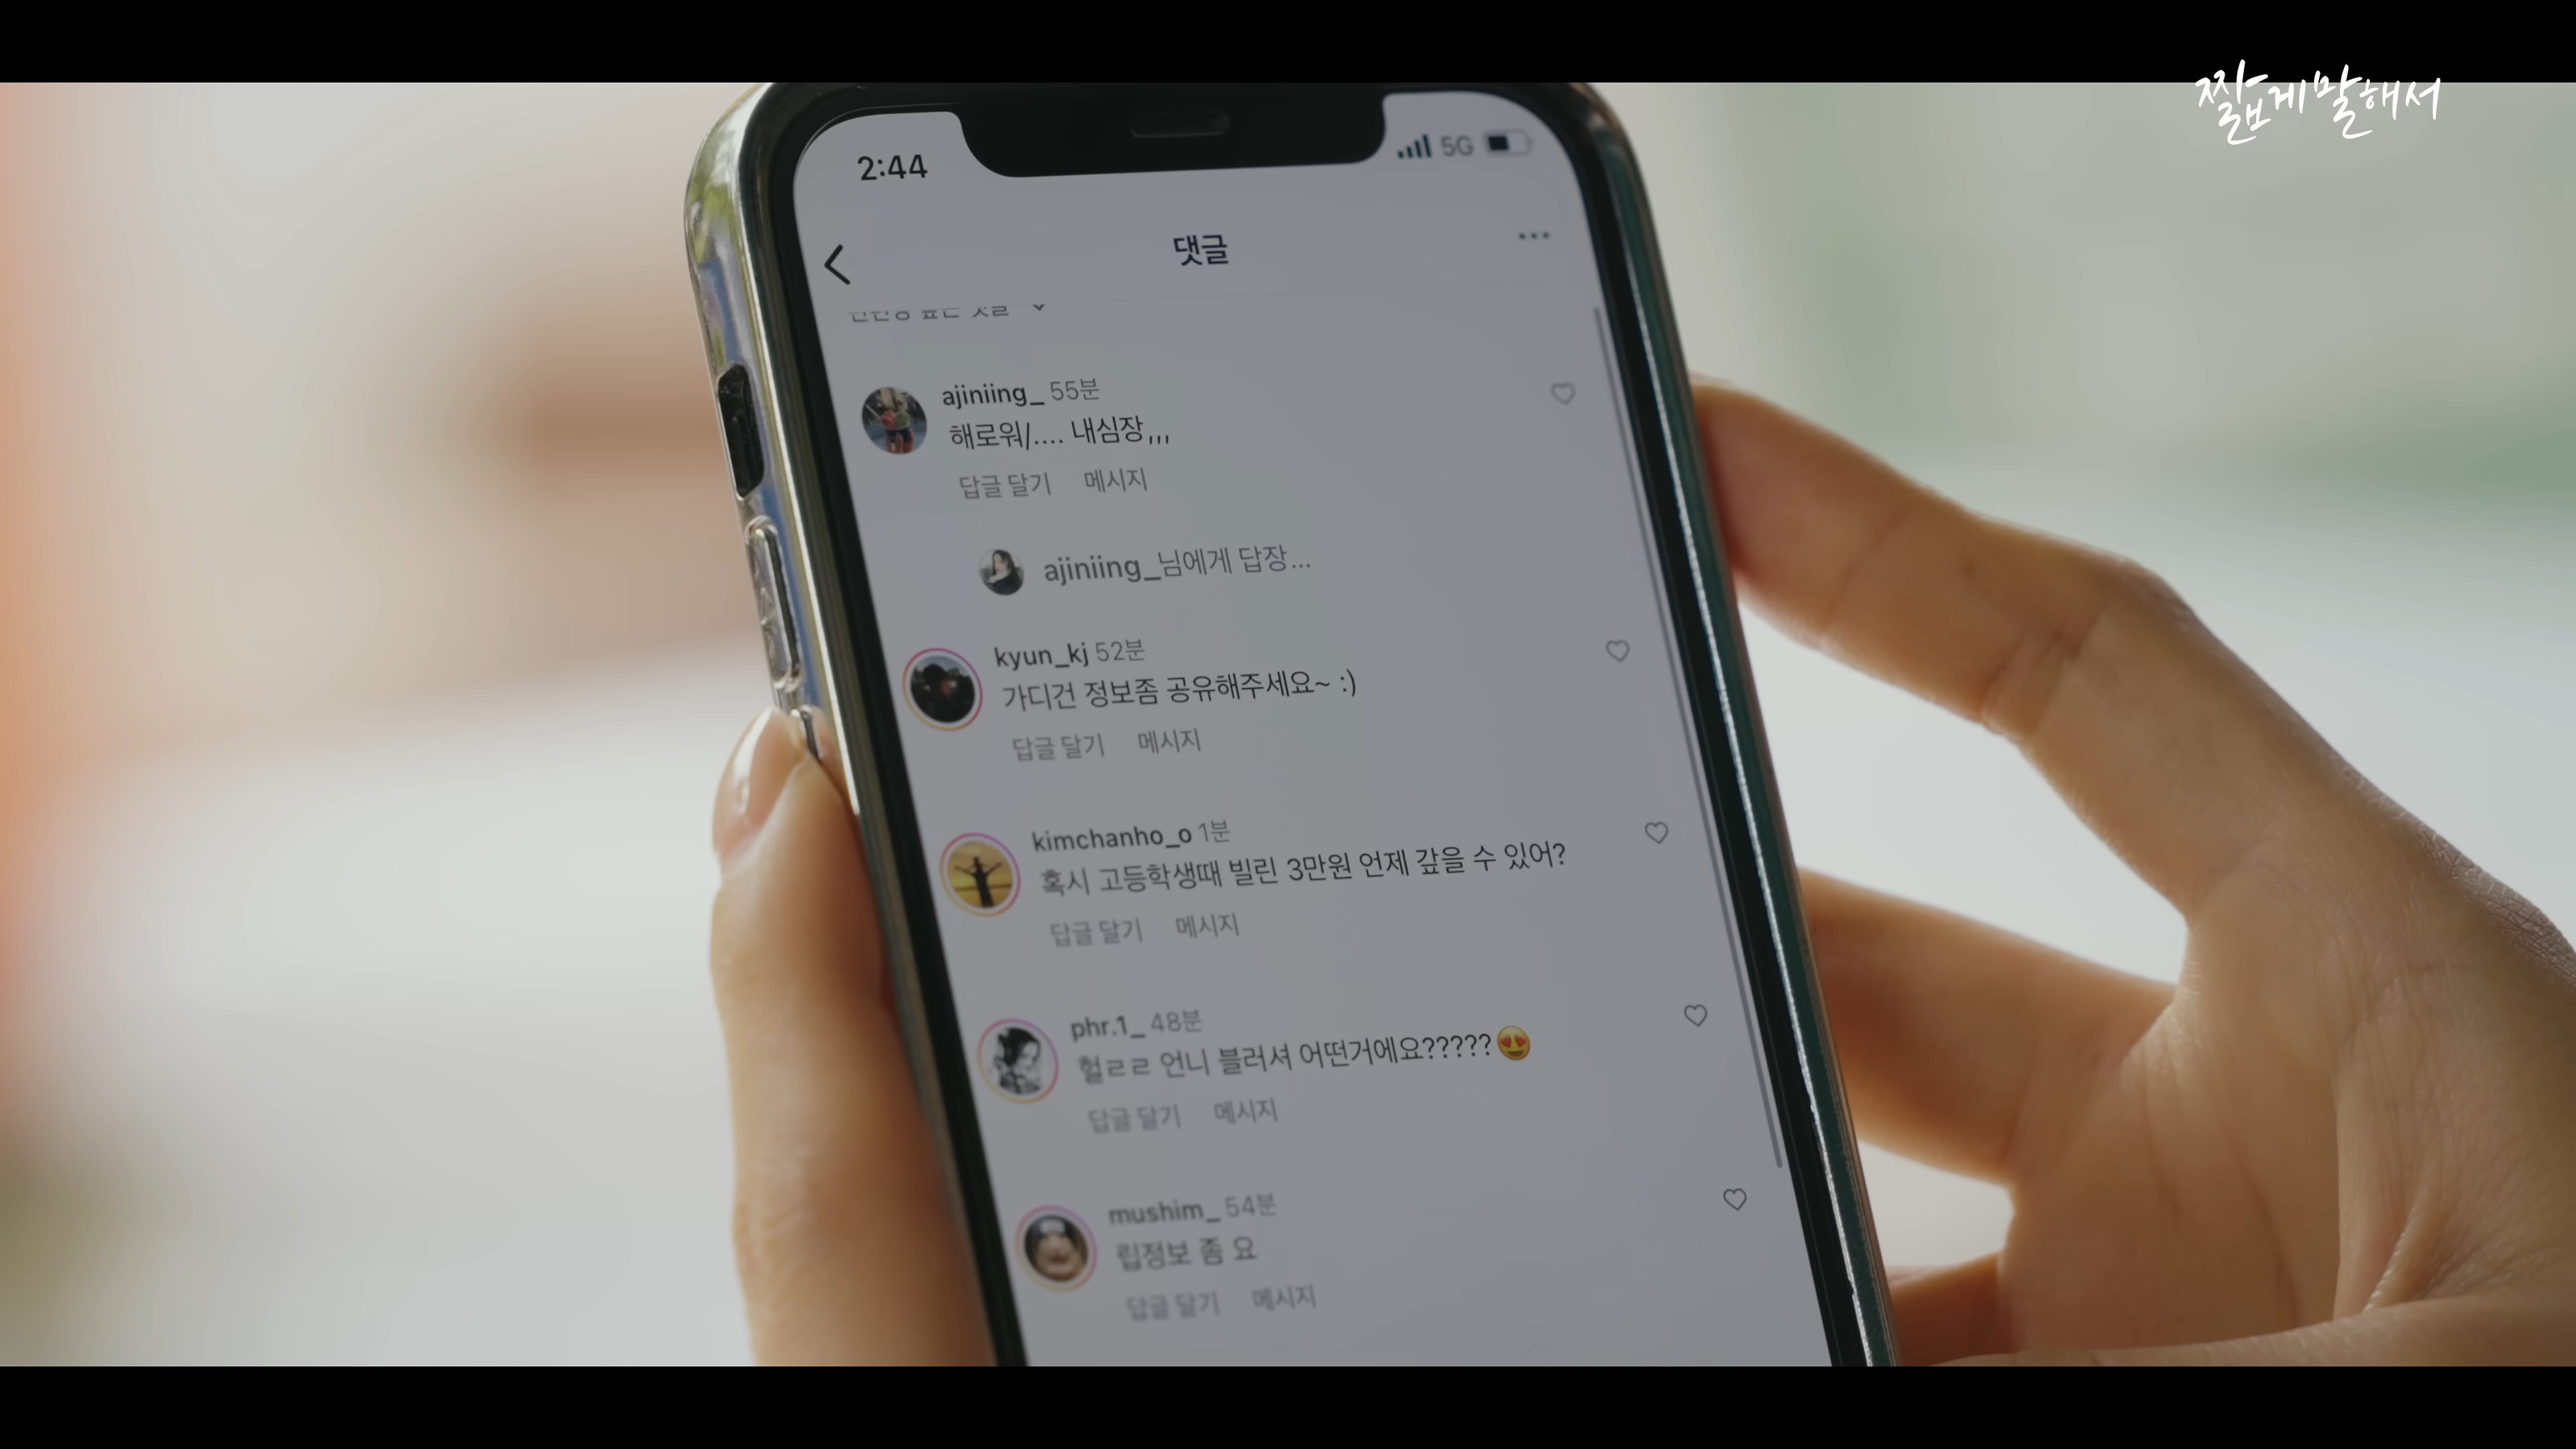 짧게 말해서
2:44
5G
댓글
ajiniing_ 55분
해로워/.... 내심장,,,
답글 달기 메시지
ajiniing_님에게 답장...
kyun_kj 52분
가디건 정보좀 공유해주세요~ :)
답글 달기 메시지
kimchanho_o 1분
혹시 고등학생때 빌린 3만원 언제 갚을 수 있어?
답글 달기 메시지
phr.1_ 48분
헐ㄹㄹ 언니 블러셔 어떤거에요?????😍
답글 달기 메시지
mushim_ 54분
립정보 좀 요
답글 달기 메시지